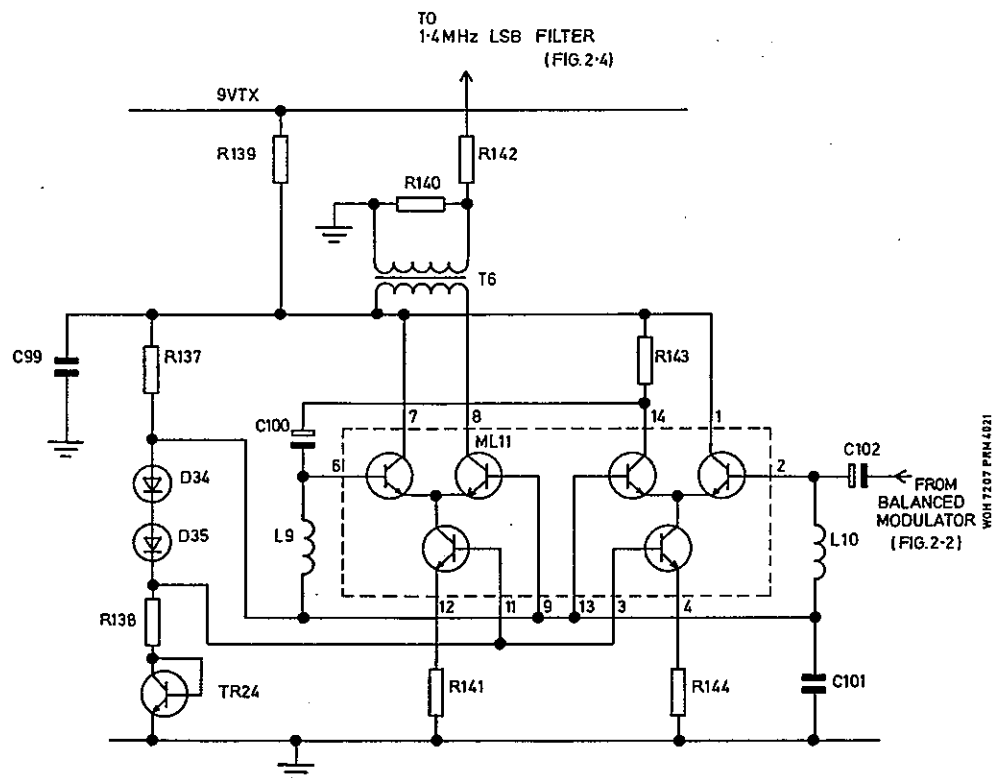 TO
1·4MHz LSB FILTER
(FIG.2·4)
9VTX
R139
R142
R140
T6
C99
R137
R143
C100
7
8
14
1
ML11
C102
D34
6
2
FROM
BALANCED
MODULATOR
(FIG.2-2)
D35
L9
L10
R138
12
11
9
13
3
4
TR24
R141
R144
C101
WOH 7207 PRM 4021